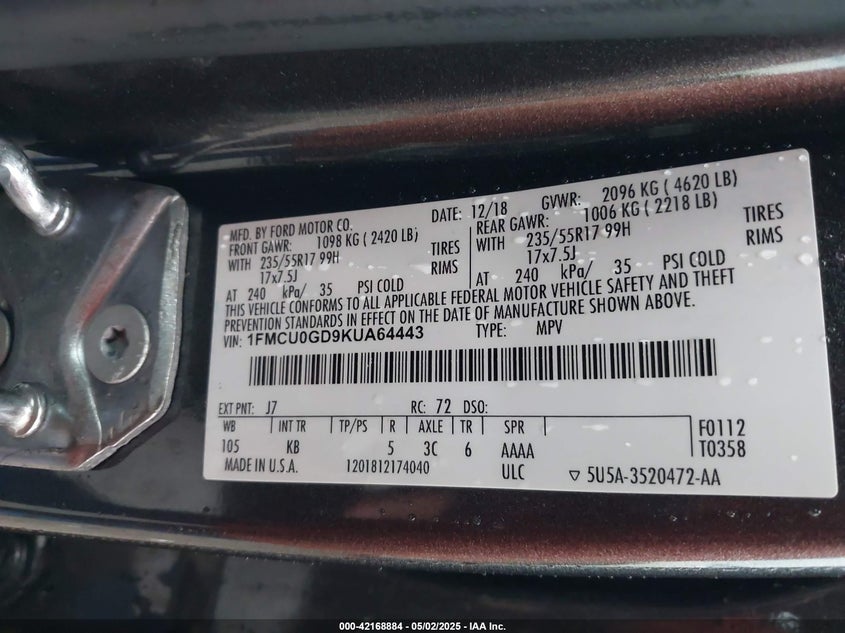 MFD. BY FORD MOTOR CO. DATE: 12/18 GVWR: 2096 KG ( 4620 LB)
FRONT GAWR: 1098 KG ( 2420 LB) REAR GAWR: 1006 KG ( 2218 LB)
WITH 235/55R17 99H TIRES WITH 235/55R17 99H TIRES
17x7.5J RIMS 17x7.5J RIMS
AT 240 kPa/ 35 PSI COLD AT 240 kPa/ 35 PSI COLD
THIS VEHICLE CONFORMS TO ALL APPLICABLE FEDERAL MOTOR VEHICLE SAFETY AND THEFT
PREVENTION STANDARDS IN EFFECT ON THE DATE OF MANUFACTURE SHOWN ABOVE.
VIN: 1FMCU0GD9KUA64443 TYPE: MPV
EXT PNT: J7 RC: 72 DSO:
WB INT TR TP/PS R AXLE TR SPR F0112
105 KB 5 3C 6 AAAA T0358
MADE IN U.S.A. 1201812174040 ULC ▽ 5U5A-3520472-AA
000-42168884 / 05/02/2025 - IAA Inc.